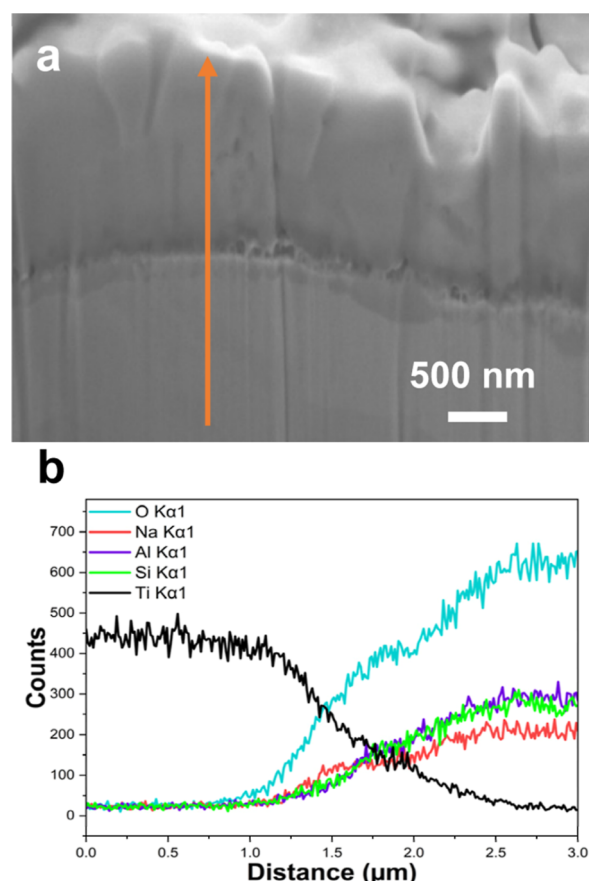 a
500 nm
b
O Kα1
Na Kα1
Al Kα1
Si Kα1
Ti Kα1
700
600
500
400
300
200
100
0
Counts
0.0 0.5 1.0 1.5 2.0 2.5 3.0
Distance (μm)